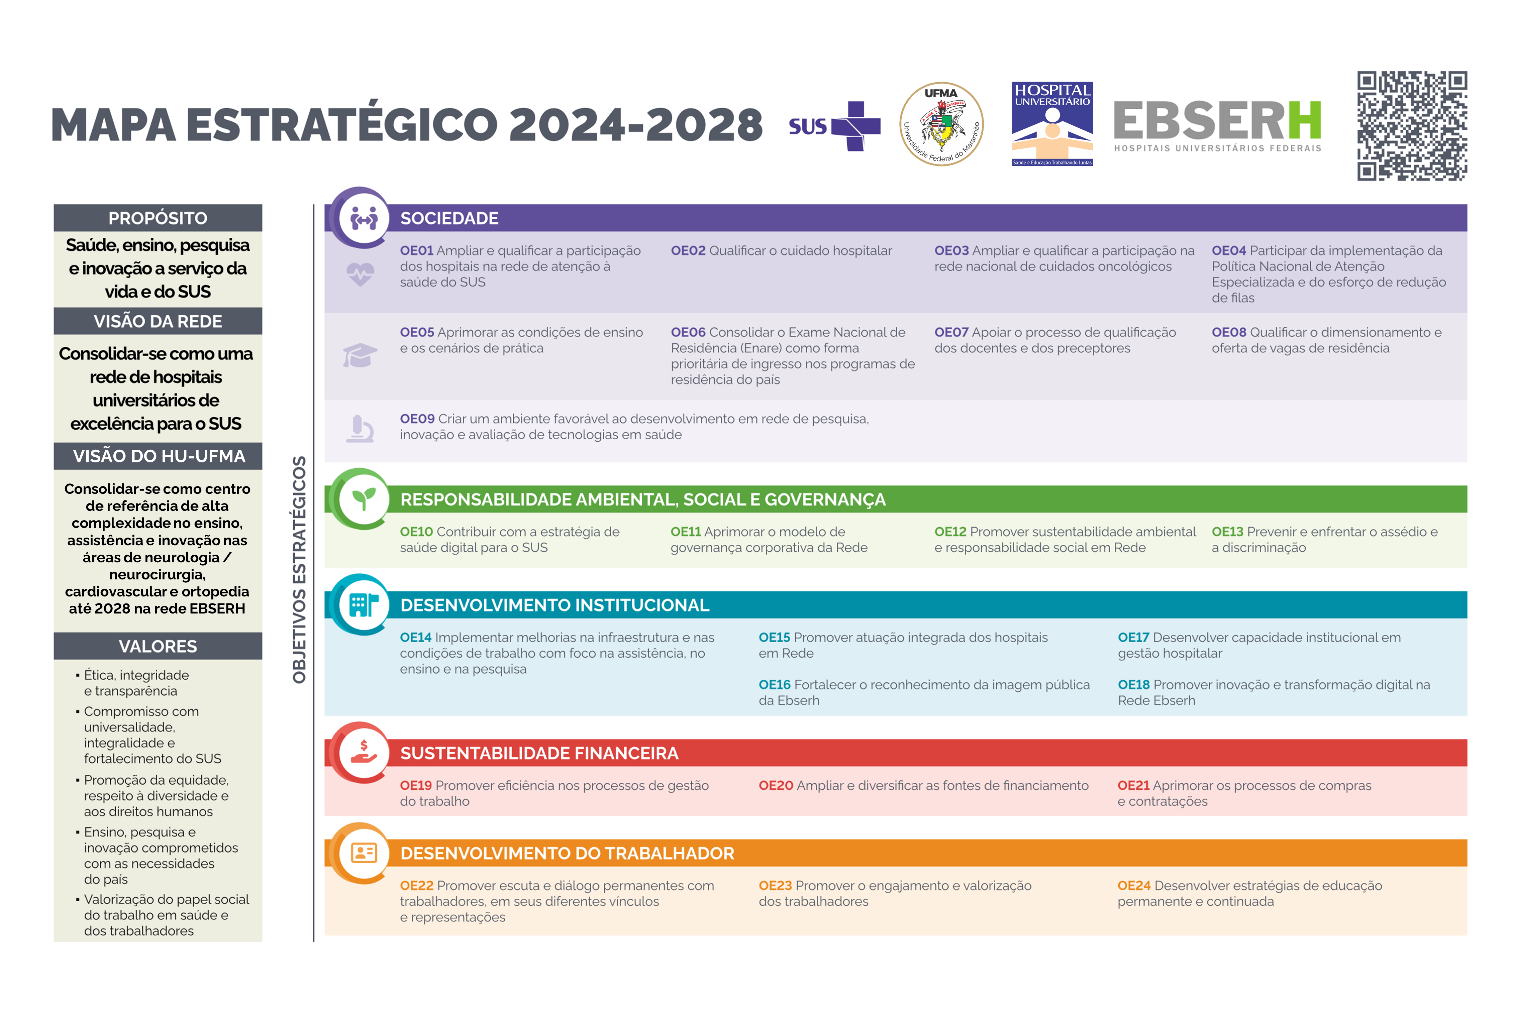 MAPA ESTRATÉGICO 2024-2028
SUS
UFMA
Universidade Federal do Maranhão
HOSPITAL
UNIVERSITÁRIO
Saúde e Educação Trabalhando Juntas
EBSERH
HOSPITAIS UNIVERSITÁRIOS FEDERAIS
PROPÓSITO
Saúde, ensino, pesquisa
e inovação a serviço da
vida e do SUS
VISÃO DA REDE
Consolidar-se como uma
rede de hospitais
universitários de
excelência para o SUS
VISÃO DO HU-UFMA
Consolidar-se como centro
de referência de alta
complexidade no ensino,
assistência e inovação nas
áreas de neurologia /
neurocirurgia,
cardiovascular e ortopedia
até 2028 na rede EBSERH
VALORES
▪ Ética, integridade
e transparência
▪ Compromisso com
universalidade,
integralidade e
fortalecimento do SUS
▪ Promoção da equidade,
respeito à diversidade e
aos direitos humanos
▪ Ensino, pesquisa e
inovação comprometidos
com as necessidades
do país
▪ Valorização do papel social
do trabalho em saúde e
dos trabalhadores
OBJETIVOS ESTRATÉGICOS
SOCIEDADE
OE01 Ampliar e qualificar a participação
dos hospitais na rede de atenção à
saúde do SUS
OE02 Qualificar o cuidado hospitalar
OE03 Ampliar e qualificar a participação na
rede nacional de cuidados oncológicos
OE04 Participar da implementação da
Política Nacional de Atenção
Especializada e do esforço de redução
de filas
OE05 Aprimorar as condições de ensino
e os cenários de prática
OE06 Consolidar o Exame Nacional de
Residência (Enare) como forma
prioritária de ingresso nos programas de
residência do país
OE07 Apoiar o processo de qualificação
dos docentes e dos preceptores
OE08 Qualificar o dimensionamento e
oferta de vagas de residência
OE09 Criar um ambiente favorável ao desenvolvimento em rede de pesquisa,
inovação e avaliação de tecnologias em saúde
RESPONSABILIDADE AMBIENTAL, SOCIAL E GOVERNANÇA
OE10 Contribuir com a estratégia de
saúde digital para o SUS
OE11 Aprimorar o modelo de
governança corporativa da Rede
OE12 Promover sustentabilidade ambiental
e responsabilidade social em Rede
OE13 Prevenir e enfrentar o assédio e
a discriminação
DESENVOLVIMENTO INSTITUCIONAL
OE14 Implementar melhorias na infraestrutura e nas
condições de trabalho com foco na assistência, no
ensino e na pesquisa
OE15 Promover atuação integrada dos hospitais
em Rede
OE16 Fortalecer o reconhecimento da imagem pública
da Ebserh
OE17 Desenvolver capacidade institucional em
gestão hospitalar
OE18 Promover inovação e transformação digital na
Rede Ebserh
SUSTENTABILIDADE FINANCEIRA
OE19 Promover eficiência nos processos de gestão
do trabalho
OE20 Ampliar e diversificar as fontes de financiamento
OE21 Aprimorar os processos de compras
e contratações
DESENVOLVIMENTO DO TRABALHADOR
OE22 Promover escuta e diálogo permanentes com
trabalhadores, em seus diferentes vínculos
e representações
OE23 Promover o engajamento e valorização
dos trabalhadores
OE24 Desenvolver estratégias de educação
permanente e continuada